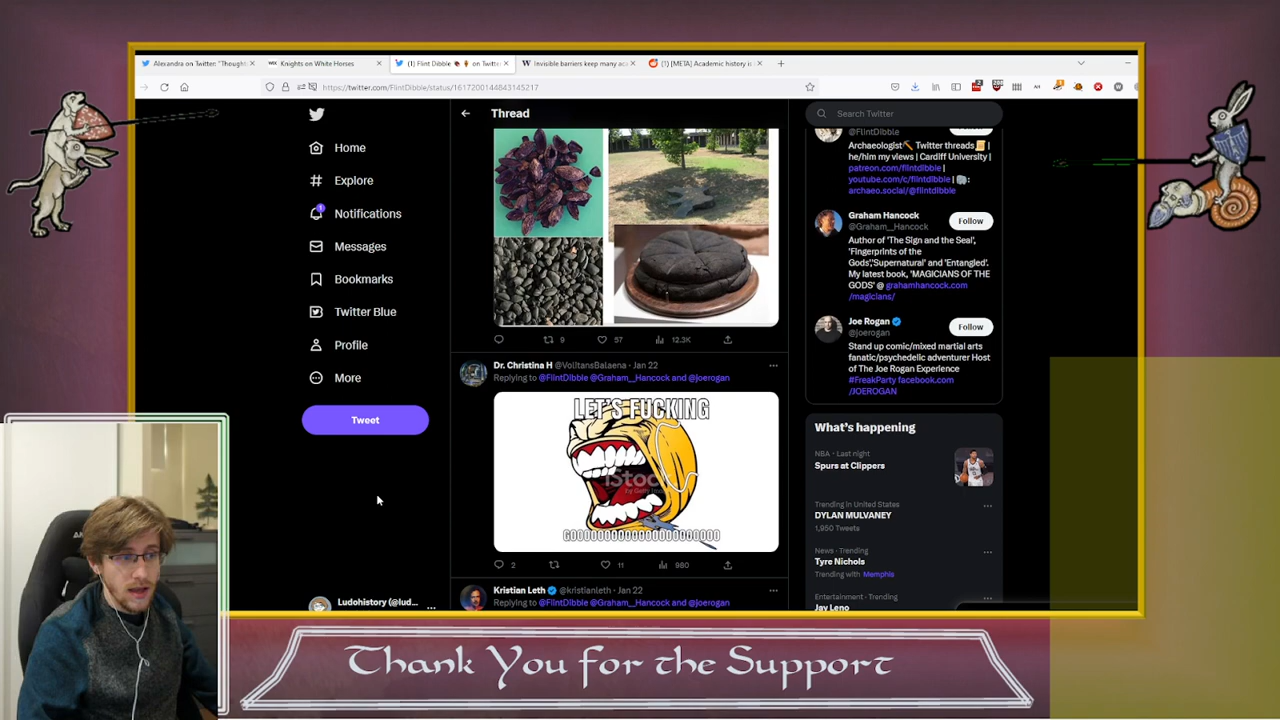 Alexandra on Twitter: "Thought
Knights on White Horses
(1) Flint Dibble on Twitte
Invisible barriers keep many aca
(1) [META] Academic history is
https://twitter.com/FlintDibble/status/1617200144843145217
Home
Explore
Notifications
Messages
Bookmarks
Twitter Blue
Profile
More
Tweet
Ludohistory (@lud...
Thread
9
57
12.3K
Dr. Christina H @VoltansBalaena · Jan 22
Replying to @FlintDibble @Graham__Hancock and @joerogan
LET'S FUCKING
iStock
GOOOOOOOOOOOOOOOOOOOOO
2
11
980
Kristian Leth @kristianleth · Jan 22
Replying to @FlintDibble @Graham__Hancock and @joerogan
Search Twitter
@FlintDibble
Archaeologist Twitter threads |
he/him my views | Cardiff University |
patreon.com/flintdibble |
youtube.com/c/flintdibble | :
archaeo.social/@flintdibble
Graham Hancock
@Graham__Hancock
Follow
Author of 'The Sign and the Seal',
'Fingerprints of the
Gods','Supernatural' and 'Entangled'.
My latest book, 'MAGICIANS OF THE
GODS' @ grahamhancock.com
/magicians/
Joe Rogan
@joerogan
Follow
Stand up comic/mixed martial arts
fanatic/psychedelic adventurer Host
of The Joe Rogan Experience
#FreakParty facebook.com
/JOEROGAN
What's happening
NBA · Last night
Spurs at Clippers
Trending in United States
DYLAN MULVANEY
1,950 Tweets
News · Trending
Tyre Nichols
Trending with Memphis
Entertainment · Trending
Jay Leno
Thank You for the Support